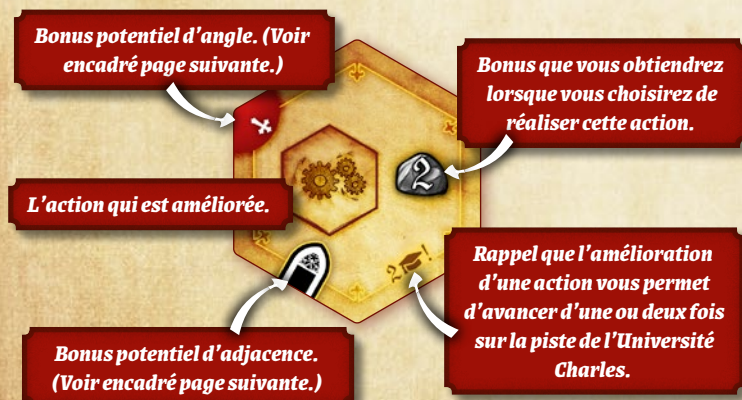 Bonus potentiel d'angle. (Voir
encadré page suivante.)
Bonus que vous obtiendrez
lorsque vous choisirez de
réaliser cette action.
2
L'action qui est améliorée.
2 !
Rappel que l'amélioration
d'une action vous permet
d'avancer d'une ou deux fois
sur la piste de l'Université
Charles.
Bonus potentiel d'adjacence.
(Voir encadré page suivante.)